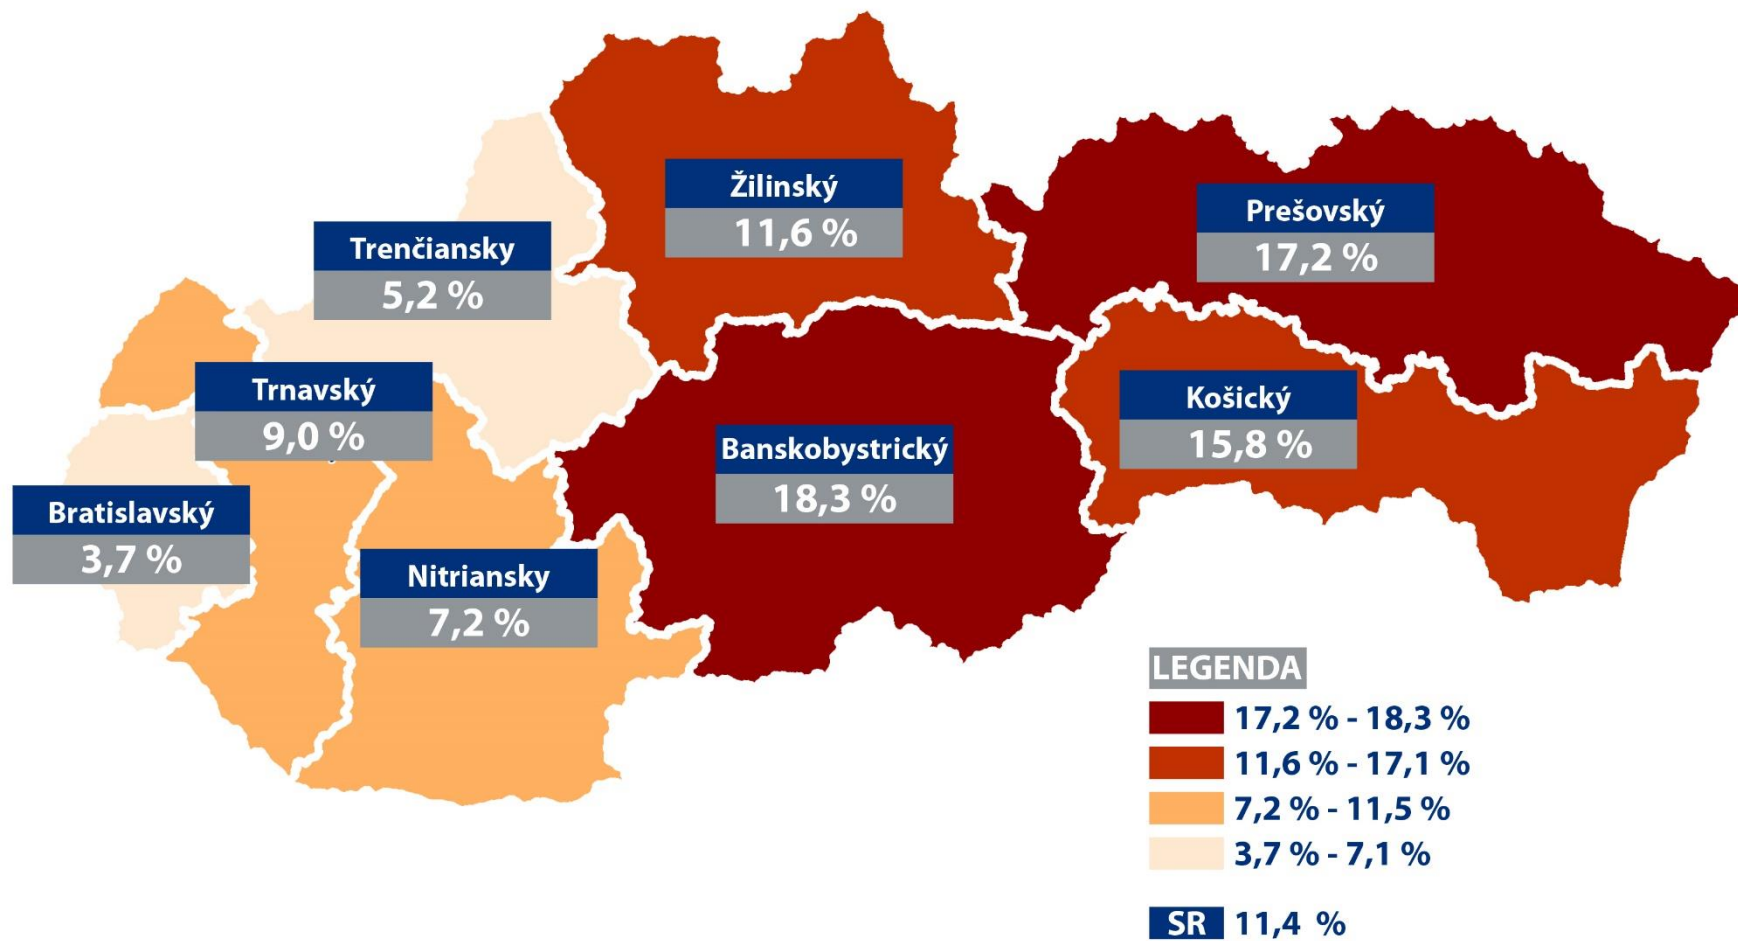 Žilinský
11,6 %
Prešovský
17,2 %
Trenčiansky
5,2 %
Trnavský
9,0 %
Košický
15,8 %
Banskobystrický
18,3 %
Bratislavský
3,7 %
Nitriansky
7,2 %
LEGENDA
17,2 % - 18,3 %
11,6 % - 17,1 %
7,2 % - 11,5 %
3,7 % - 7,1 %
SR 11,4 %